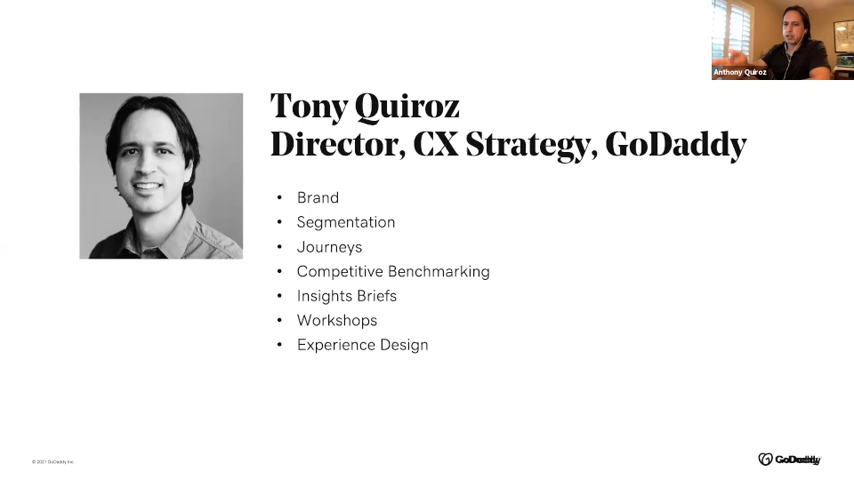 Anthony Quiroz
Tony Quiroz
Director, CX Strategy, GoDaddy
• Brand
• Segmentation
• Journeys
• Competitive Benchmarking
• Insights Briefs
• Workshops
• Experience Design
© 2021 GoDaddy Inc.
GoDaddy